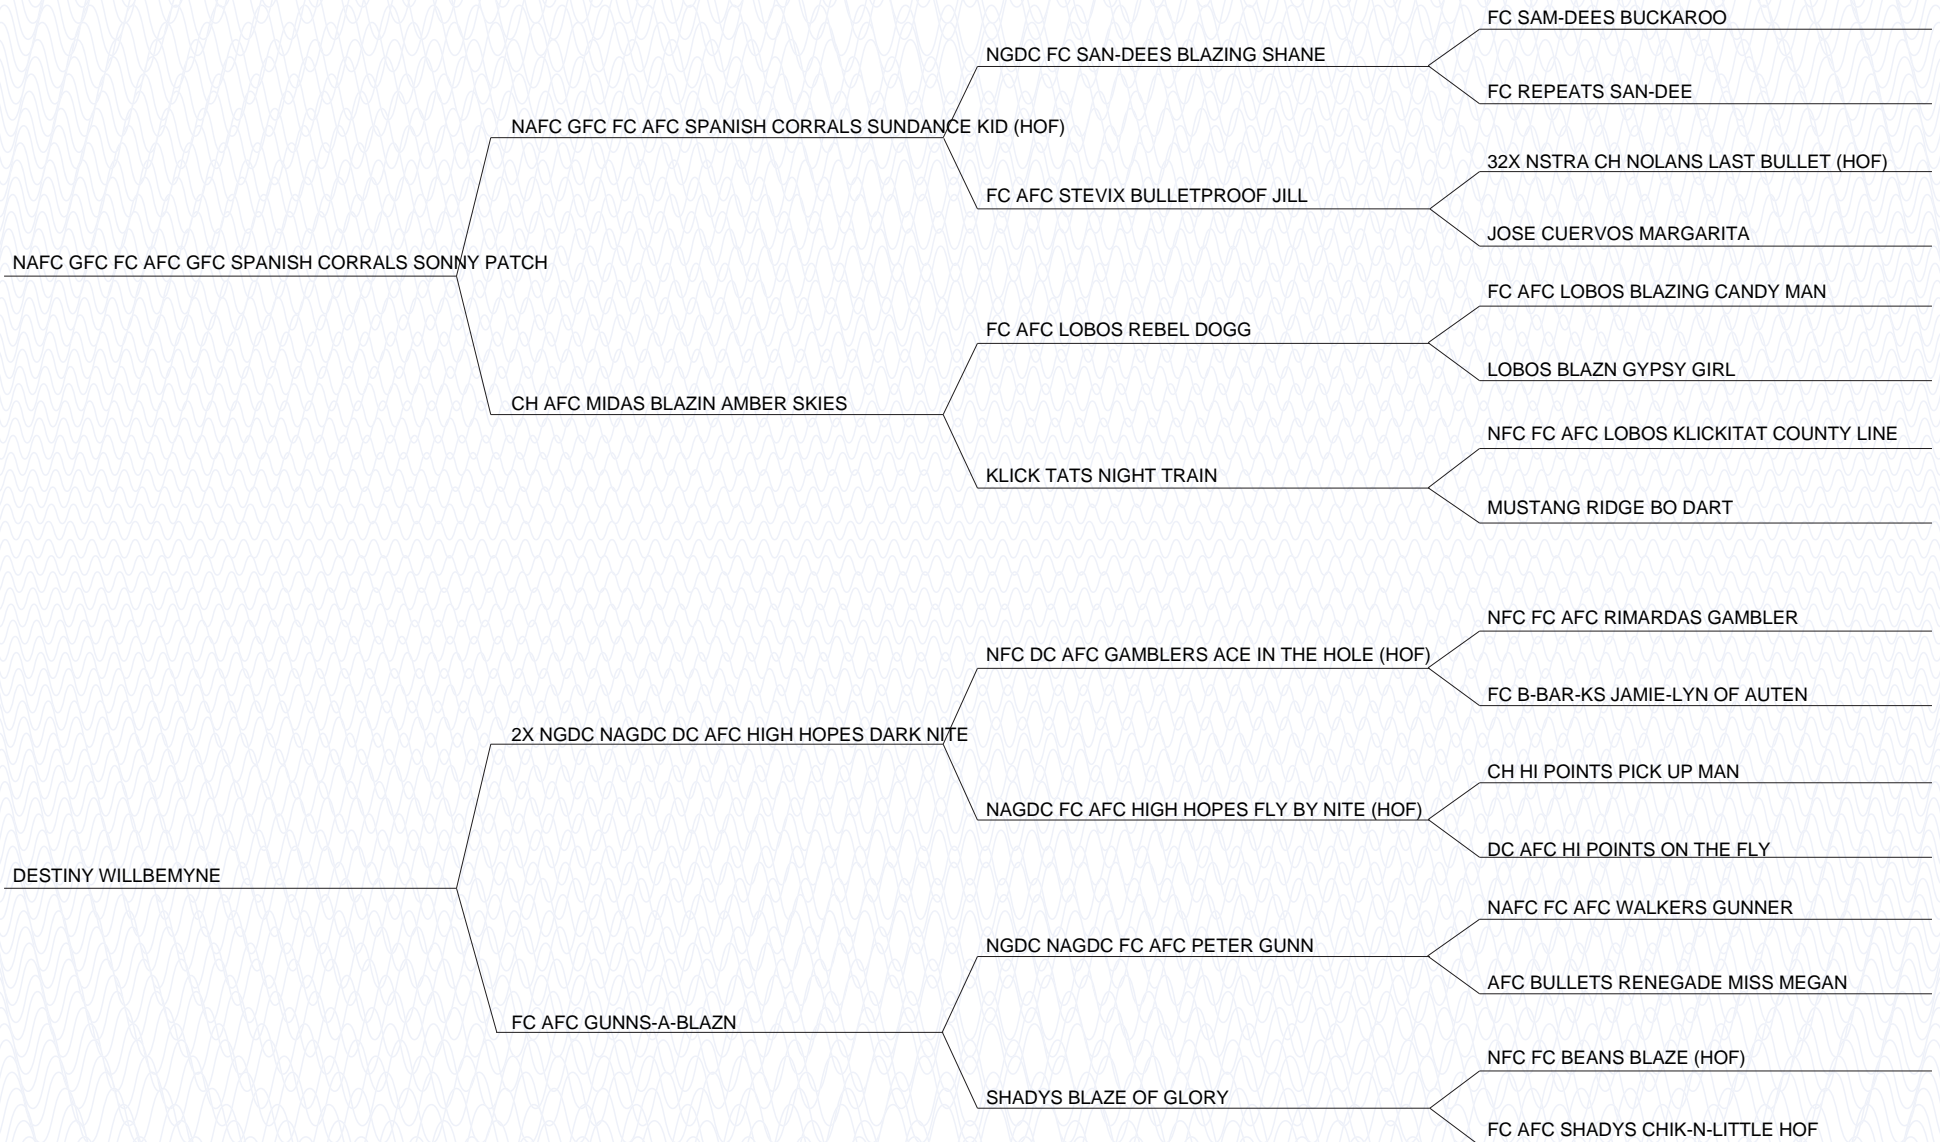 FC SAM-DEES BUCKAROO
NGDC FC SAN-DEES BLAZING SHANE
FC REPEATS SAN-DEE
NAFC GFC FC AFC SPANISH CORRALS SUNDANCE KID (HOF)
32X NSTRA CH NOLANS LAST BULLET (HOF)
FC AFC STEVIX BULLETPROOF JILL
JOSE CUERVOS MARGARITA
NAFC GFC FC AFC GFC SPANISH CORRALS SONNY PATCH
FC AFC LOBOS BLAZING CANDY MAN
FC AFC LOBOS REBEL DOGG
LOBOS BLAZN GYPSY GIRL
CH AFC MIDAS BLAZIN AMBER SKIES
NFC FC AFC LOBOS KLICKITAT COUNTY LINE
KLICK TATS NIGHT TRAIN
MUSTANG RIDGE BO DART
NFC FC AFC RIMARDAS GAMBLER
NFC DC AFC GAMBLERS ACE IN THE HOLE (HOF)
FC B-BAR-KS JAMIE-LYN OF AUTEN
2X NGDC NAGDC DC AFC HIGH HOPES DARK NITE
CH HI POINTS PICK UP MAN
NAGDC FC AFC HIGH HOPES FLY BY NITE (HOF)
DC AFC HI POINTS ON THE FLY
DESTINY WILLBEMYNE
NAFC FC AFC WALKERS GUNNER
NGDC NAGDC FC AFC PETER GUNN
AFC BULLETS RENEGADE MISS MEGAN
FC AFC GUNNS-A-BLAZN
NFC FC BEANS BLAZE (HOF)
SHADYS BLAZE OF GLORY
FC AFC SHADYS CHIK-N-LITTLE HOF